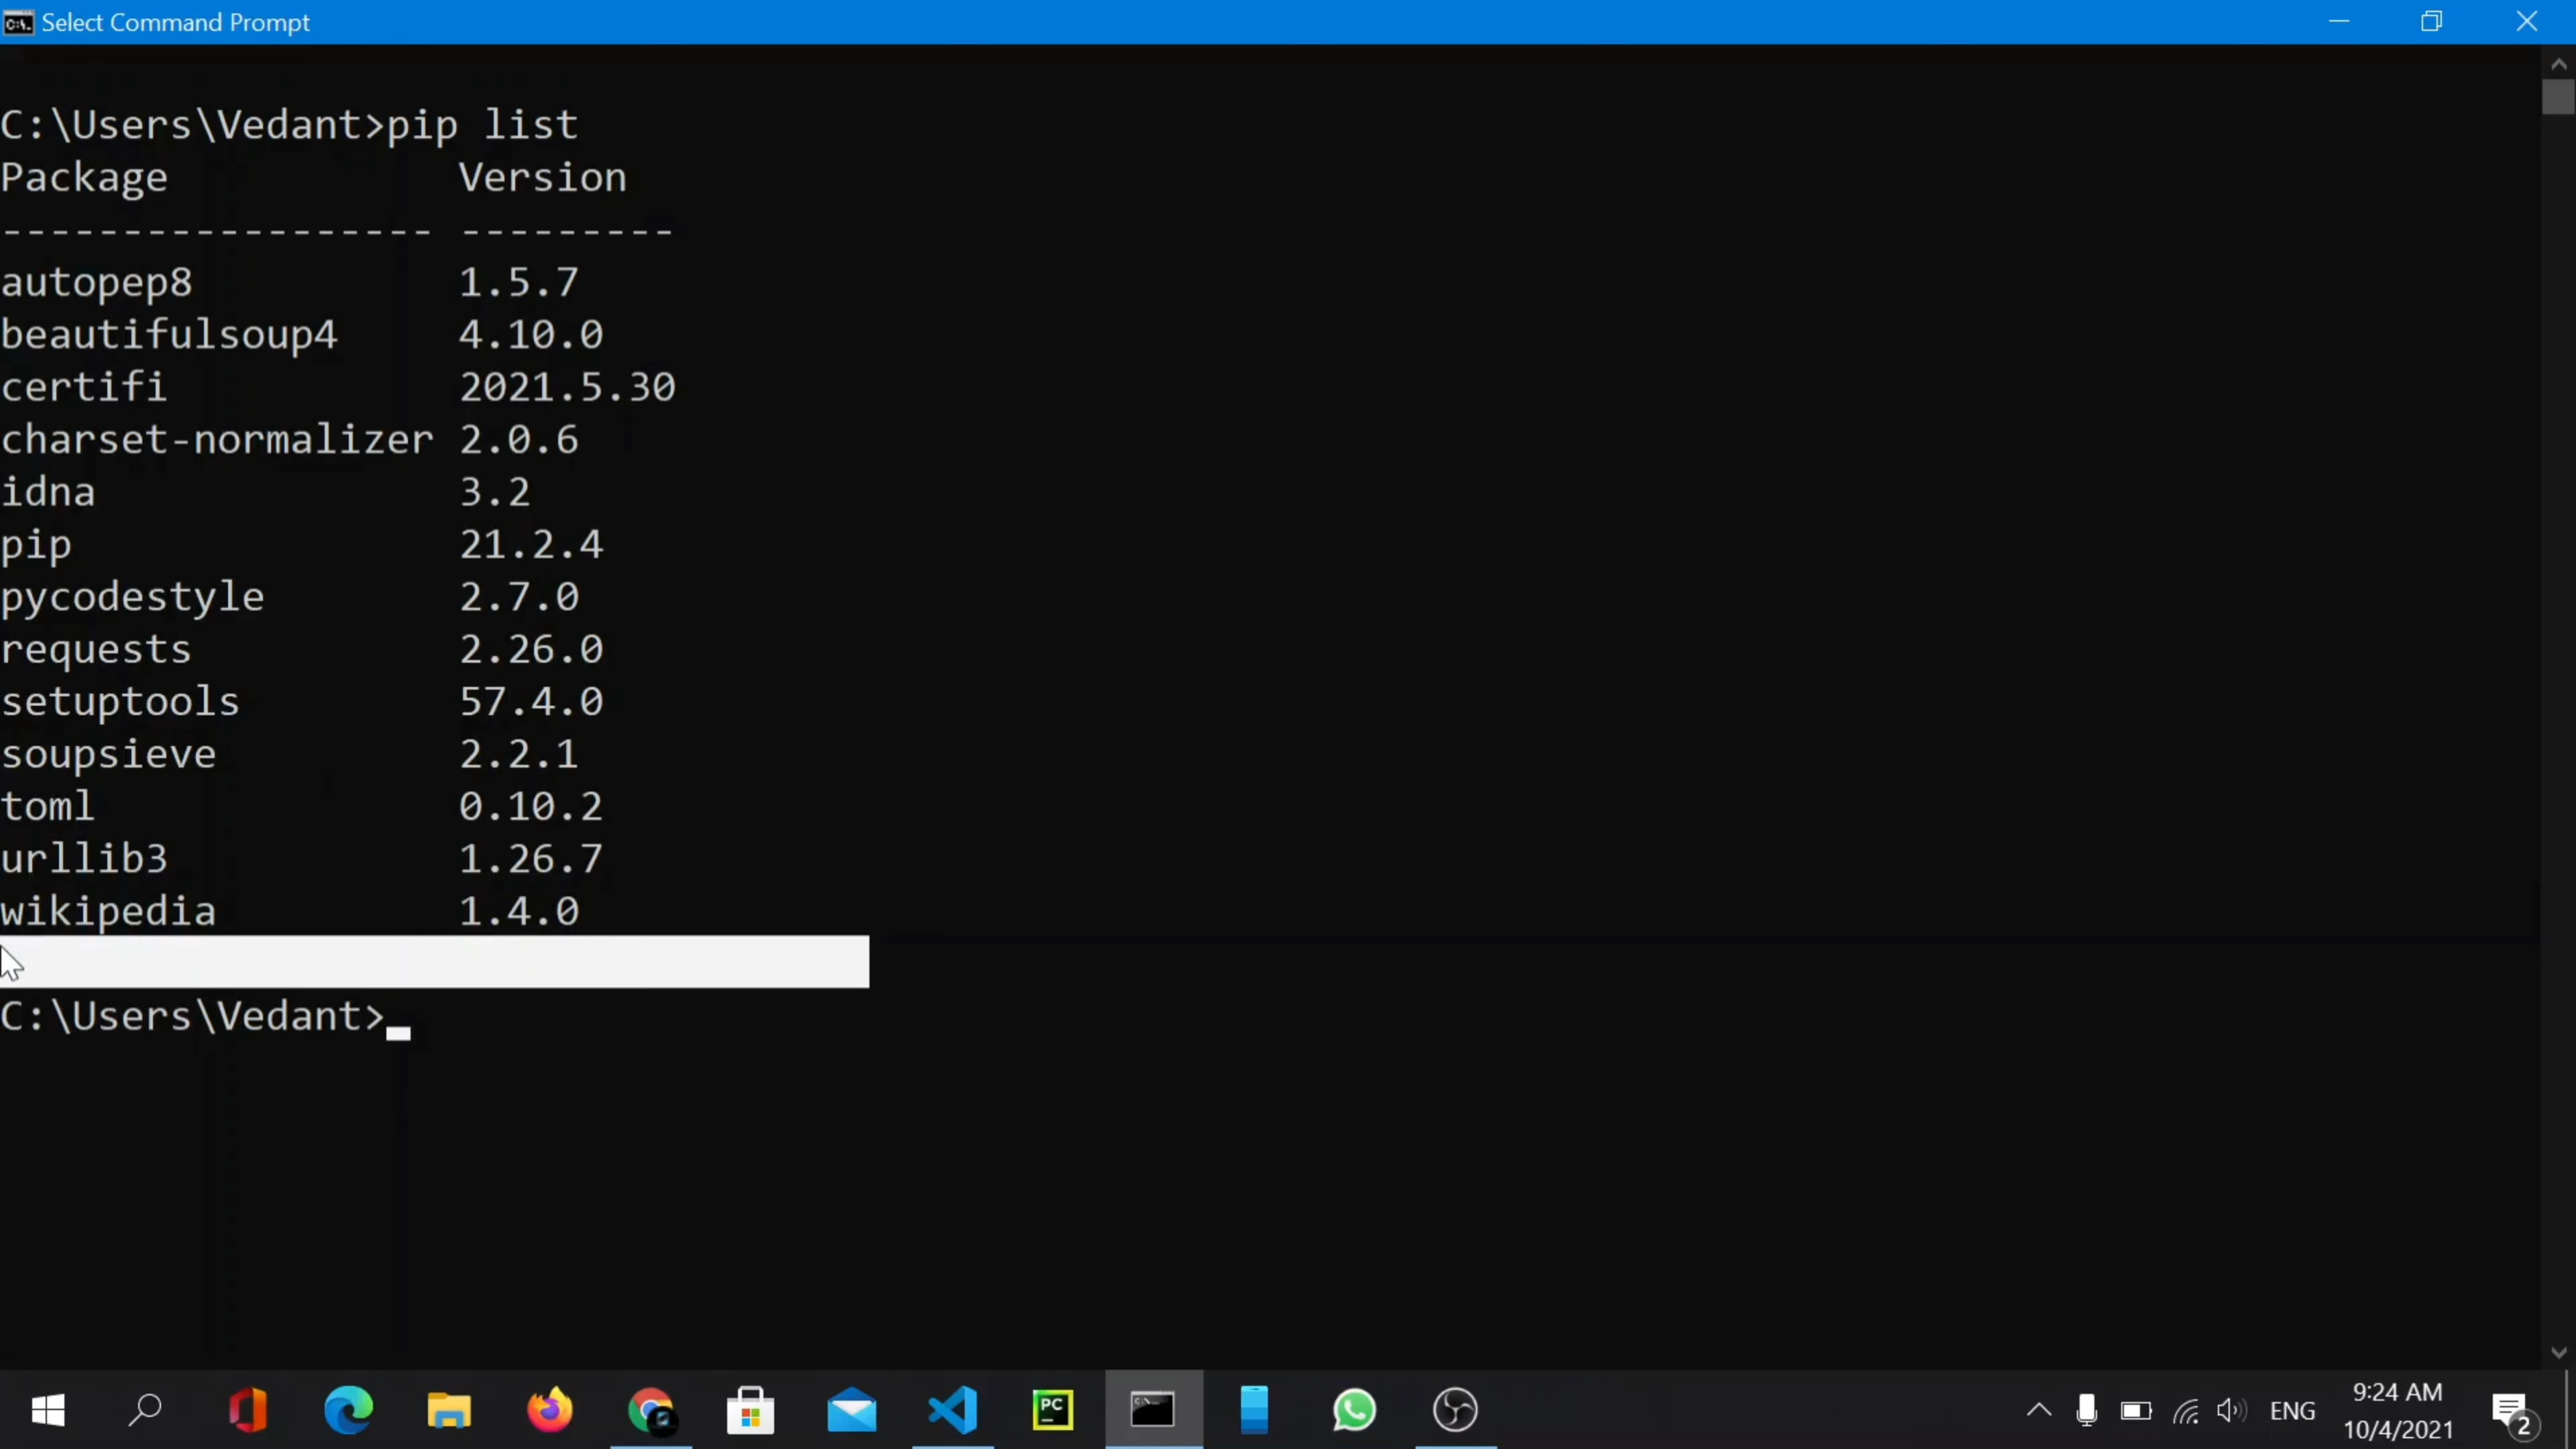 Select Command Prompt
C:\Users\Vedant>pip list
Package Version
------------------ ---------
autopep8 1.5.7
beautifulsoup4 4.10.0
certifi 2021.5.30
charset-normalizer 2.0.6
idna 3.2
pip 21.2.4
pycodestyle 2.7.0
requests 2.26.0
setuptools 57.4.0
soupsieve 2.2.1
toml 0.10.2
urllib3 1.26.7
wikipedia 1.4.0
C:\Users\Vedant>
PC
ENG
9:24 AM
10/4/2021
2